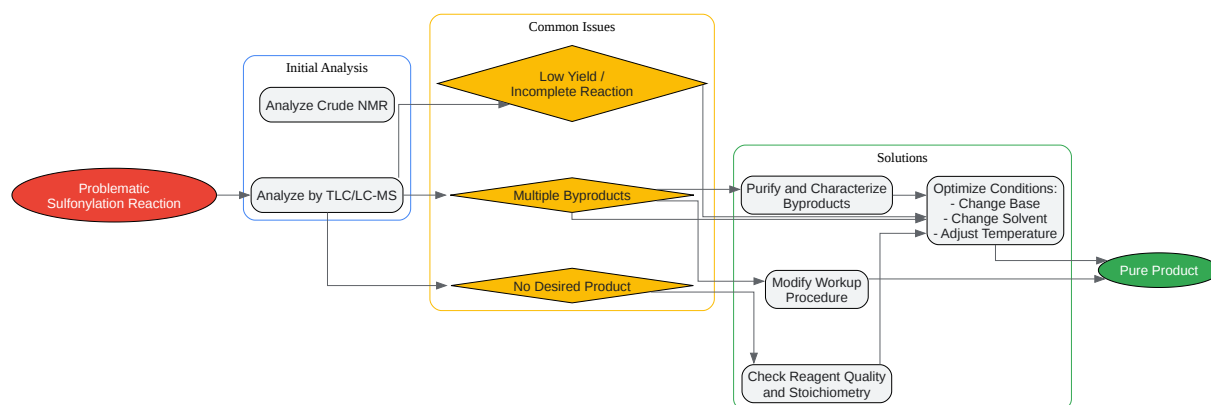 Common Issues
Initial Analysis
Low Yield /
Incomplete Reaction
Analyze Crude NMR
Solutions
Problematic
Sulfonylation Reaction
Analyze by TLC/LC-MS
Multiple Byproducts
Purify and Characterize
Byproducts
Optimize Conditions:
- Change Base
- Change Solvent
- Adjust Temperature
Pure Product
No Desired Product
Modify Workup
Procedure
Check Reagent Quality
and Stoichiometry